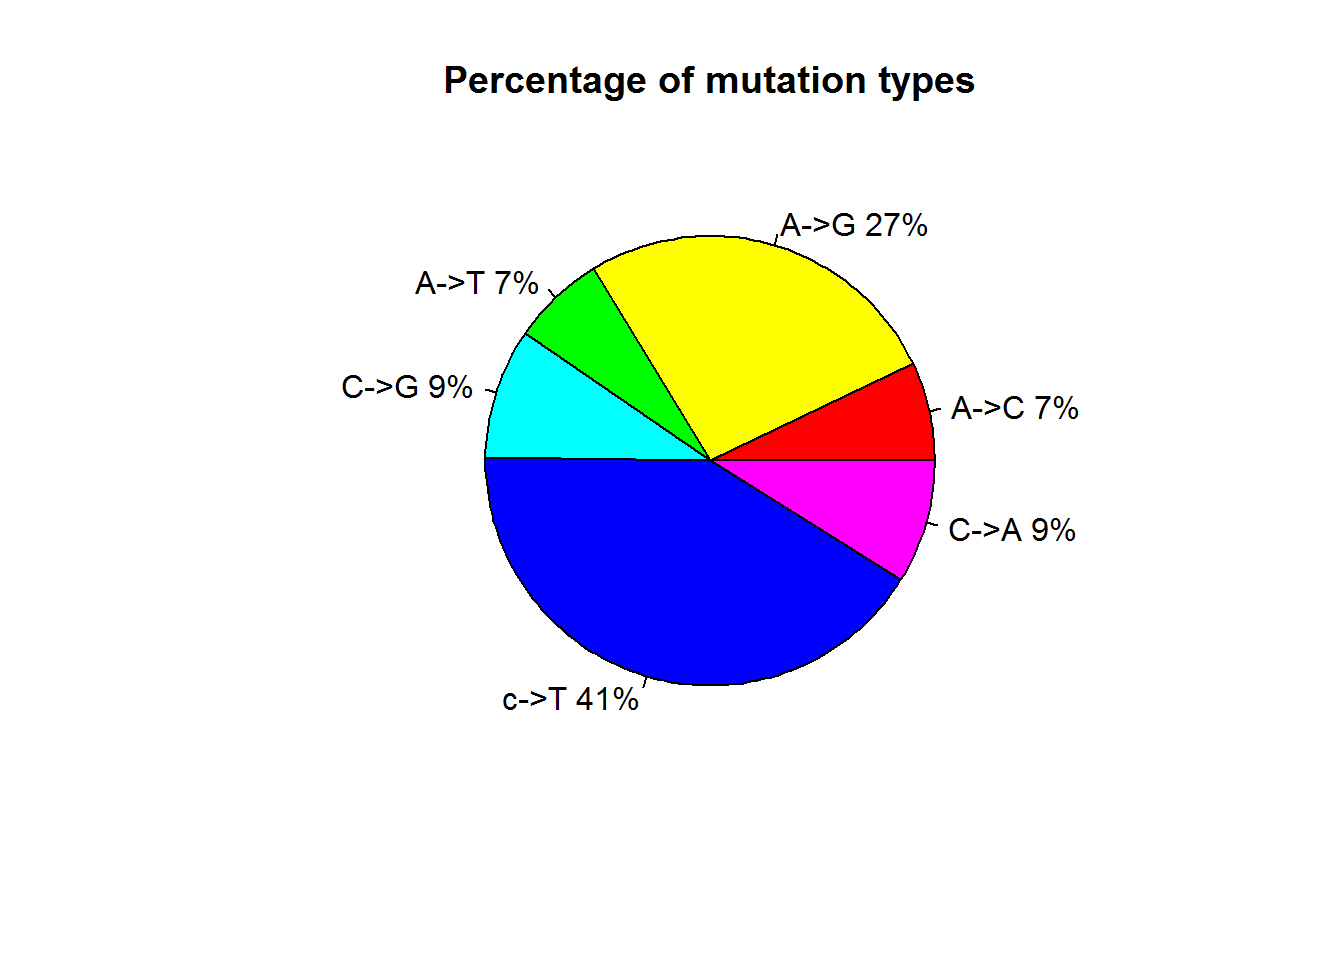 Percentage of mutation types
A->G 27%
A->T 7%
C->G 9%
A->C 7%
C->A 9%
c->T 41%